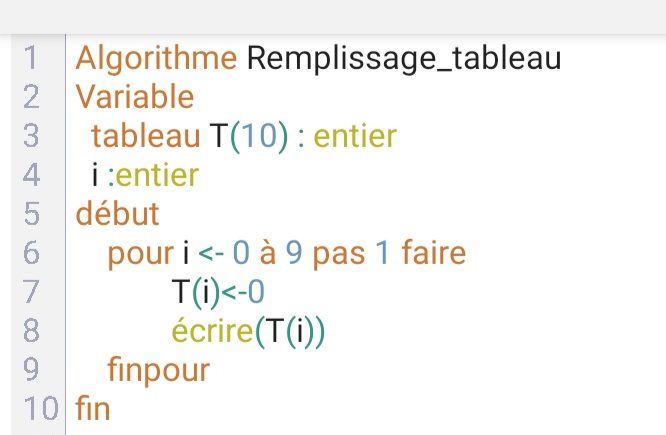 1 Algorithme Remplissage_tableau
2 Variable
3 tableau T(10) : entier
4 i :entier
5 début
6 pour i <- 0 à 9 pas 1 faire
7 T(i)<-0
8 écrire(T(i))
9 finpour
10 fin